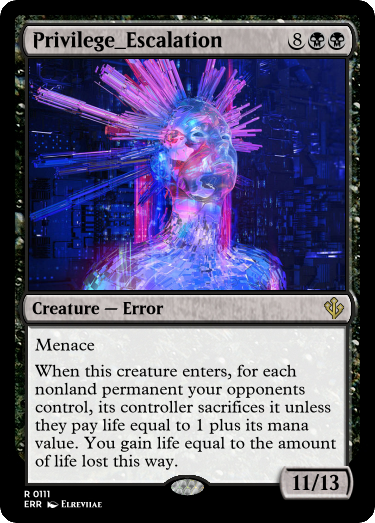 Privilege_Escalation 8
Creature — Error
Menace
When this creature enters, for each
nonland permanent your opponents
control, its controller sacrifices it unless
they pay life equal to 1 plus its mana
value. You gain life equal to the amount
of life lost this way.
11/13
R 0111
ERR Elreviiae